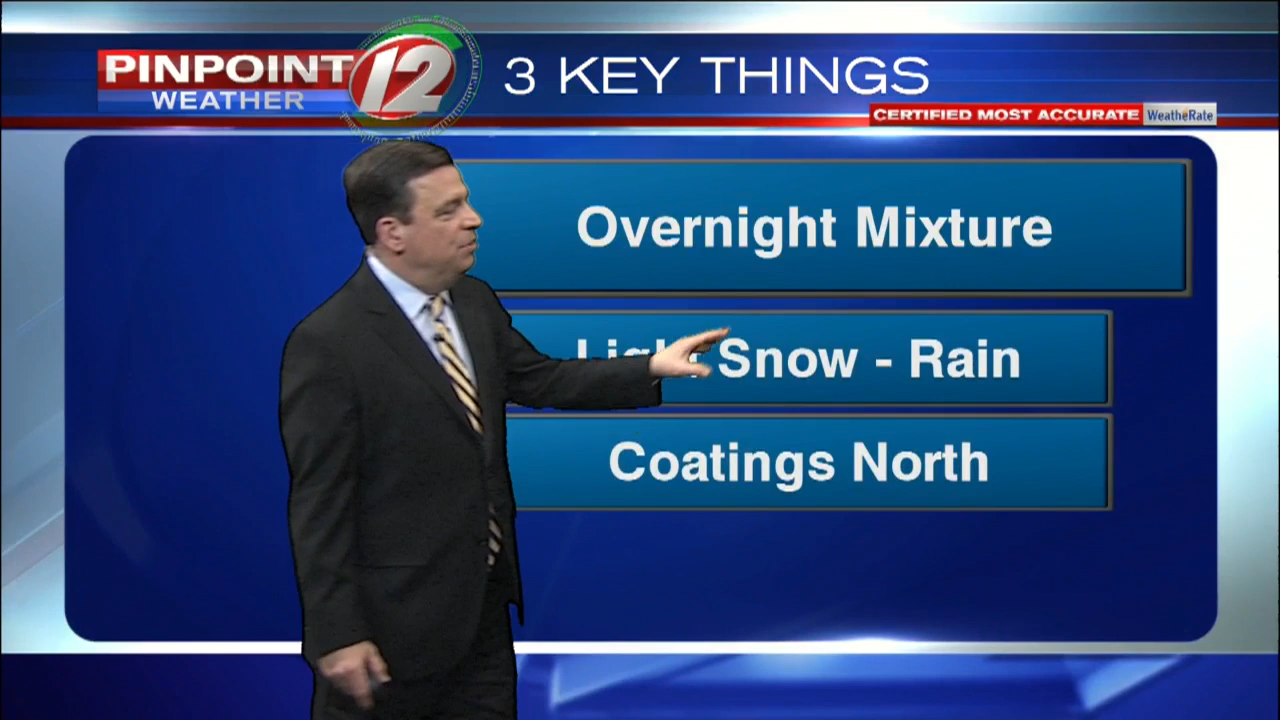 PINPOINT
WEATHER
12
3 KEY THINGS
CERTIFIED MOST ACCURATE
WeatheRate
Overnight Mixture
Snow - Rain
Coatings North